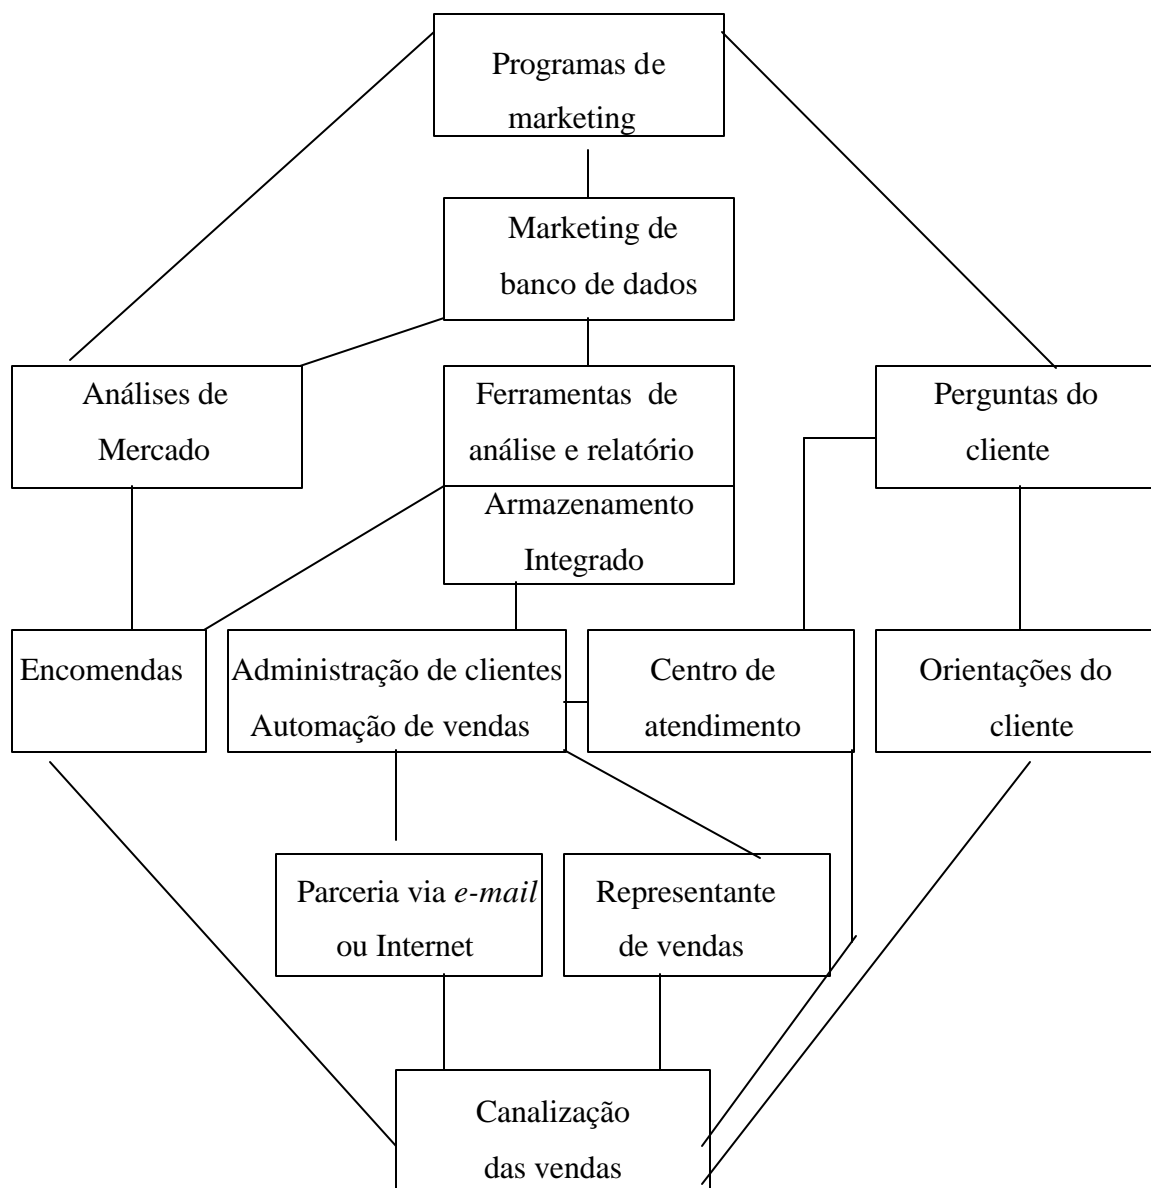 Programas de
marketing
Marketing de
banco de dados
Análises de
Mercado
Ferramentas de
análise e relatório
Perguntas do
cliente
Armazenamento
Integrado
Encomendas
Administração de clientes
Automação de vendas
Centro de
atendimento
Orientações do
cliente
Parceria via e-mail
ou Internet
Representante
de vendas
Canalização
das vendas